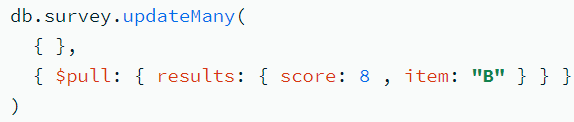 db.survey.updateMany(
  { },
  { $pull: { results: { score: 8 , item: "B" } } }
)